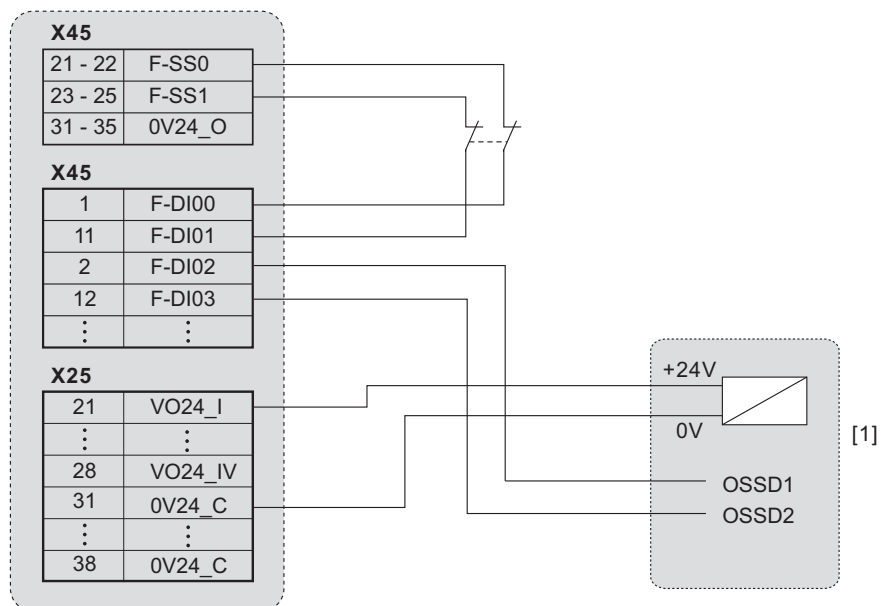 X45
21 - 22 F-SS0
23 - 25 F-SS1
31 - 35 0V24_O
X45
1 F-DI00
11 F-DI01
2 F-DI02
12 F-DI03
X25
21 VO24_I
28 VO24_IV
31 0V24_C
38 0V24_C
+24V
0V
[1]
OSSD1
OSSD2